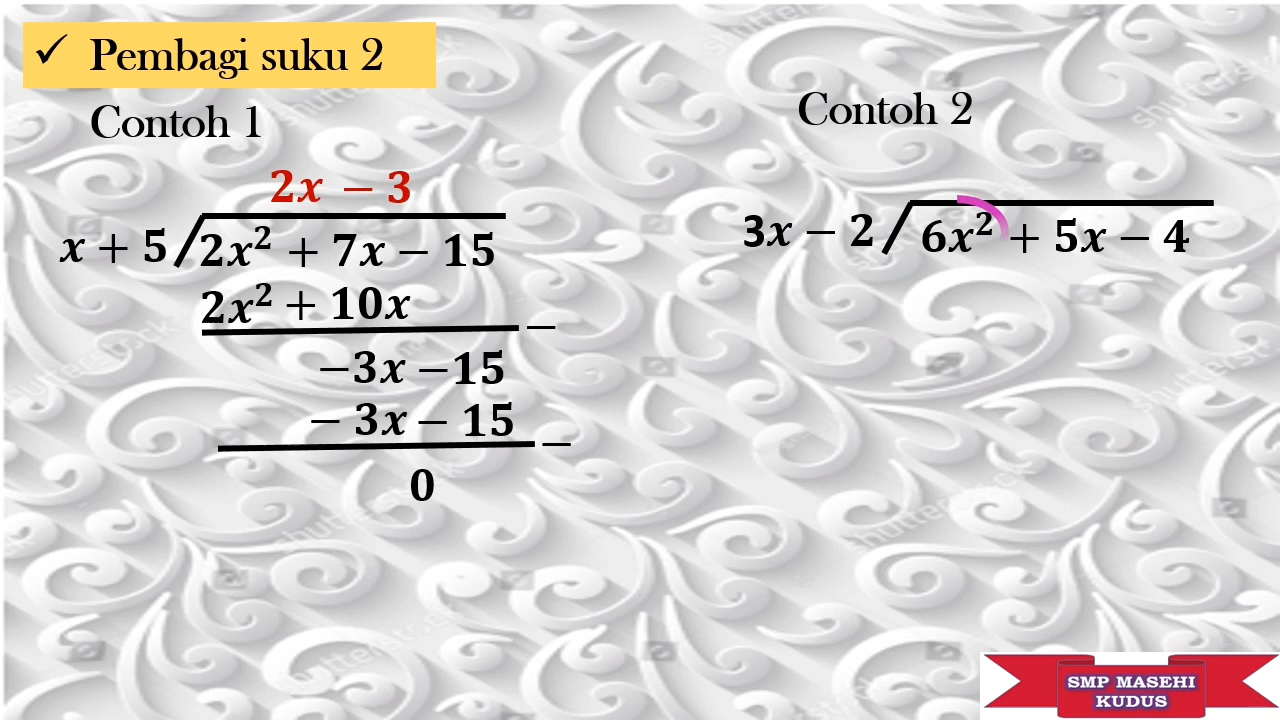 ✓ Pembagi suku 2
Contoh 1
2x − 3
x + 5 / 2x² + 7x − 15
2x² + 10x
−
−3x −15
− 3x − 15
−
0
Contoh 2
3x − 2 / 6x² + 5x − 4
SMP MASEHI
KUDUS